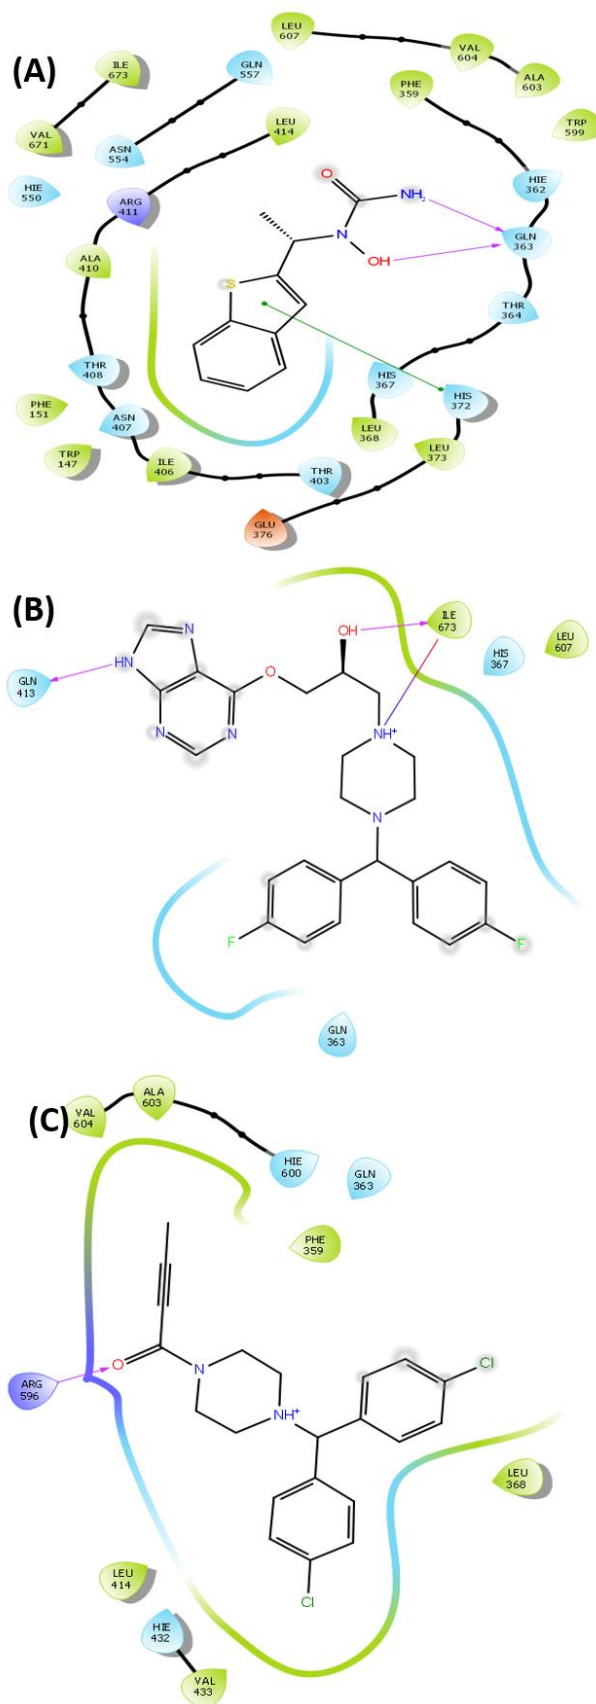 (A)
LEU
607
VAL
604
ALA
603
ILE
673
GLN
557
PHE
359
TRP
599
VAL
671
ASN
554
LEU
414
HIE
550
ARG
411
O
NH₂
HIE
362
GLN
363
N
OH
ALA
410
S
THR
364
THR
408
HIS
367
HIS
372
PHE
151
ASN
407
LEU
368
LEU
373
TRP
147
ILE
406
THR
403
GLU
376
(B)
N
OH
ILE
673
HIS
367
LEU
607
GLN
413
HN
O
N
N
NH⁺
N
F
F
GLN
363
(C)
VAL
604
ALA
603
HIE
600
GLN
363
PHE
359
ARG
596
O
N
NH⁺
Cl
Cl
LEU
368
LEU
414
HIE
432
VAL
433